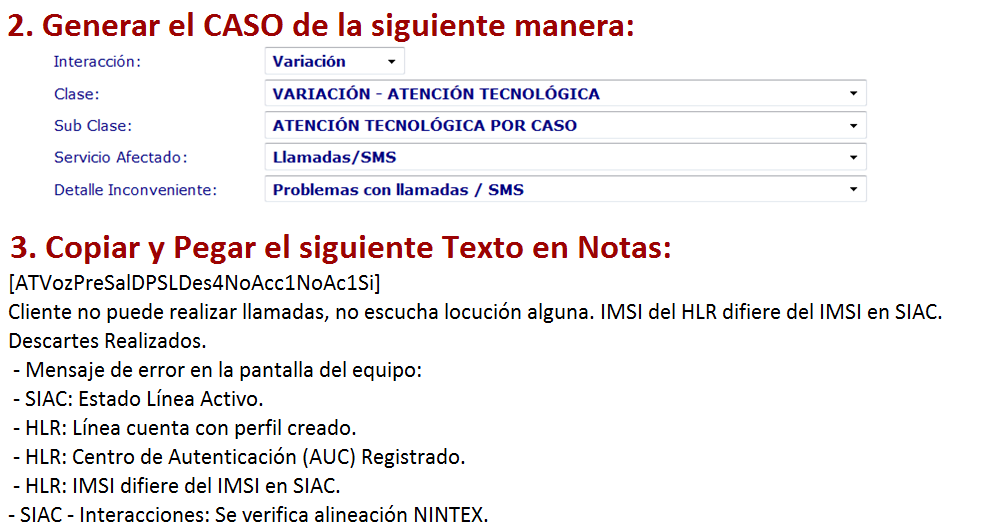 2. Generar el CASO de la siguiente manera:
Interacción: Variación
Clase: VARIACIÓN - ATENCIÓN TECNOLÓGICA
Sub Clase: ATENCIÓN TECNOLÓGICA POR CASO
Servicio Afectado: Llamadas/SMS
Detalle Inconveniente: Problemas con llamadas / SMS
3. Copiar y Pegar el siguiente Texto en Notas:
[ATVozPreSalDPSLDes4NoAcc1NoAc1Si]
Cliente no puede realizar llamadas, no escucha locución alguna. IMSI del HLR difiere del IMSI en SIAC.
Descartes Realizados.
- Mensaje de error en la pantalla del equipo:
- SIAC: Estado Línea Activo.
- HLR: Línea cuenta con perfil creado.
- HLR: Centro de Autenticación (AUC) Registrado.
- HLR: IMSI difiere del IMSI en SIAC.
- SIAC - Interacciones: Se verifica alineación NINTEX.